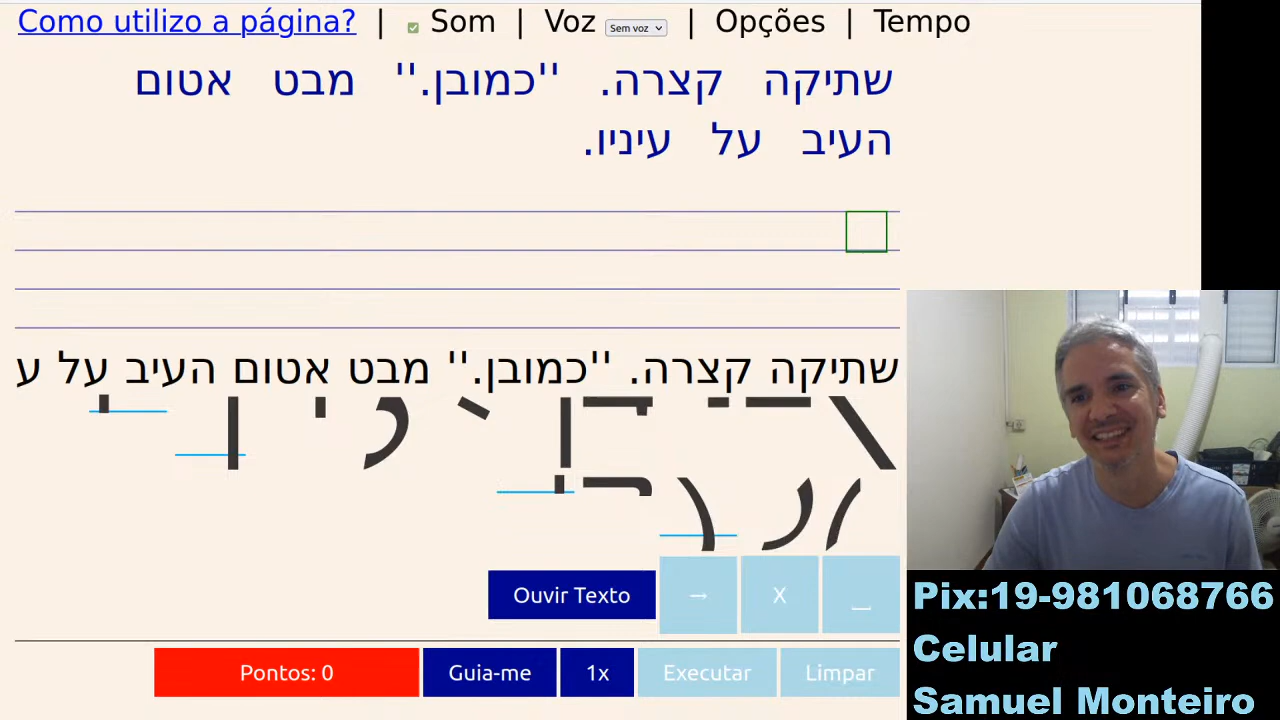 Como utilizo a página? | Som | Voz Sem voz | Opções | Tempo
שתיקה קצרה. ''כמובן.'' מבט אטום
העיב על עיניו.
שתיקה קצרה. ''כמובן.'' מבט אטום העיב על ע
Ouvir Texto → X _
Pontos: 0 Guia-me 1x Executar Limpar
Pix:19-981068766
Celular
Samuel Monteiro